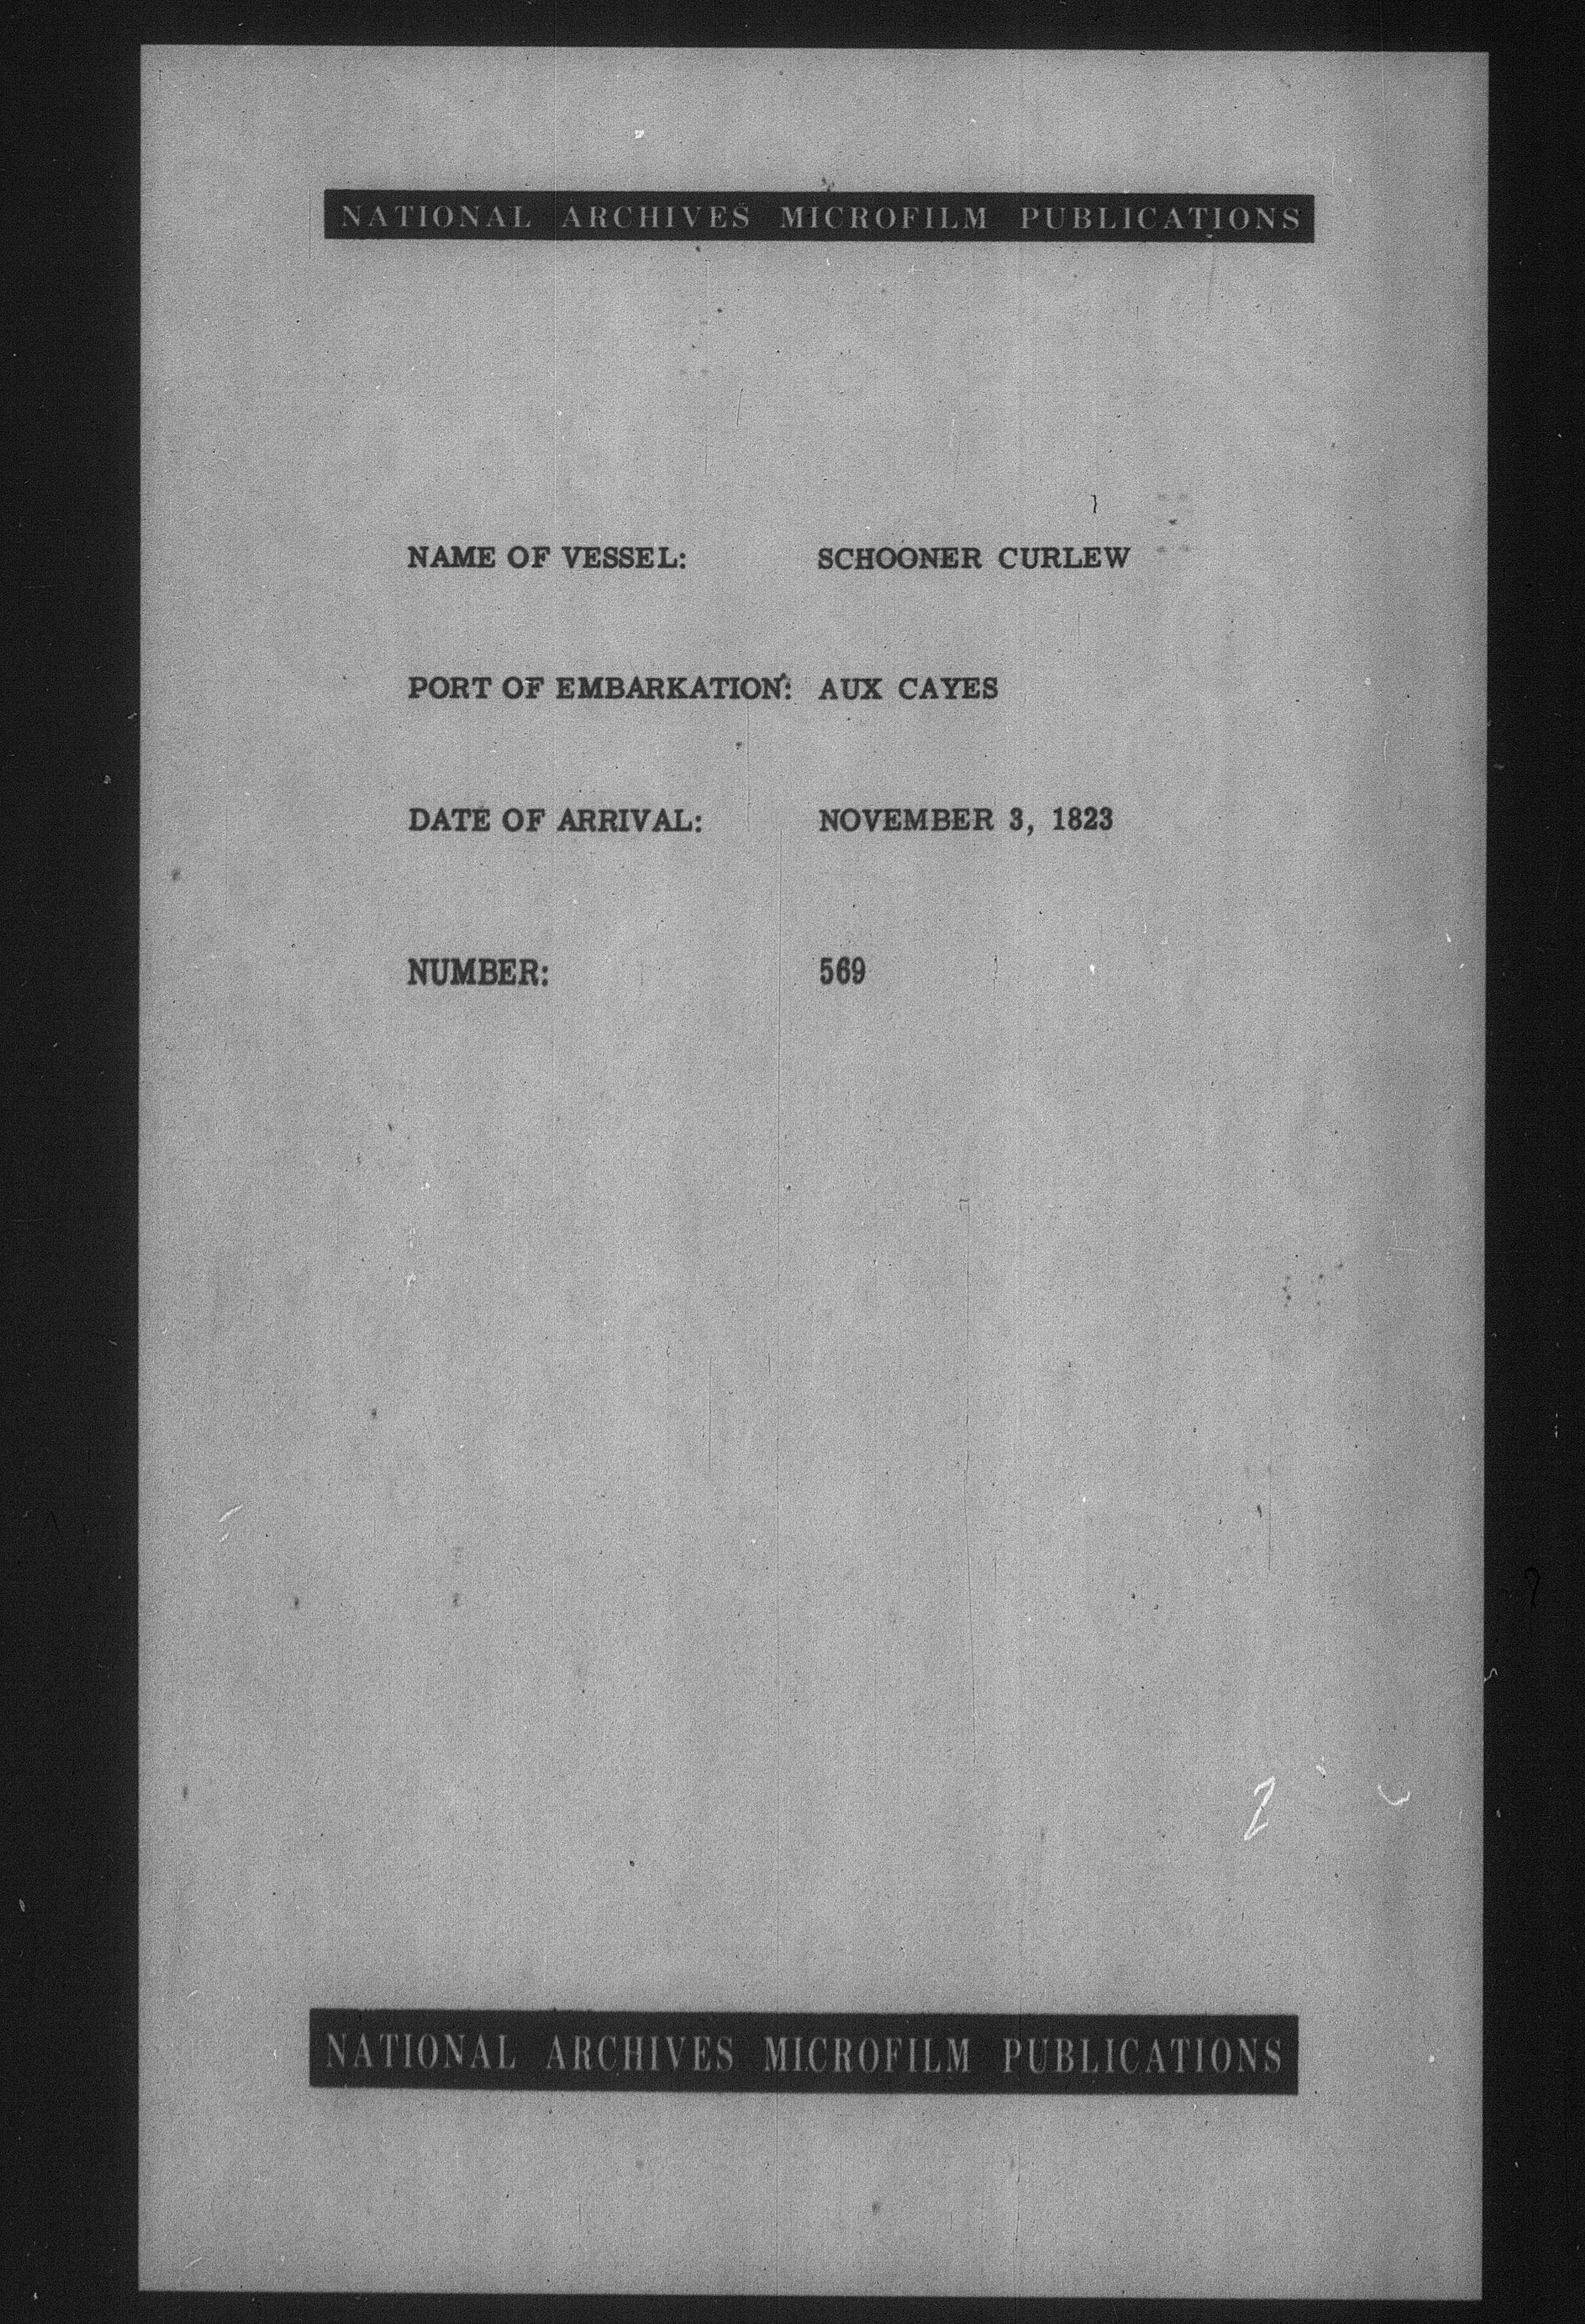 NATIONAL ARCHIVES MICROFILM PUBLICATIONS
NAME OF VESSEL: SCHOONER CURLEW
PORT OF EMBARKATION: AUX CAYES
DATE OF ARRIVAL: NOVEMBER 3, 1823
NUMBER: 569
NATIONAL ARCHIVES MICROFILM PUBLICATIONS